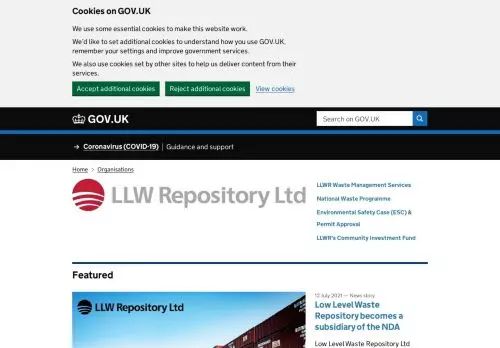 Cookies on GOV.UK
We use some essential cookies to make this website work.
We'd like to set additional cookies to understand how you use GOV.UK,
remember your settings and improve government services.
We also use cookies set by other sites to help us deliver content from their
services.
Accept additional cookies Reject additional cookies View cookies
GOV.UK
Search on GOV.UK
→ Coronavirus (COVID-19) | Guidance and support
Home > Organisations
LLW Repository Ltd
LLWR Waste Management Services
National Waste Programme
Environmental Safety Case (ESC) &
Permit Approval
LLWR's Community Investment Fund
Featured
LLW Repository Ltd
12 July 2021 — News story
Low Level Waste
Repository becomes a
subsidiary of the NDA
Low Level Waste Repository Ltd